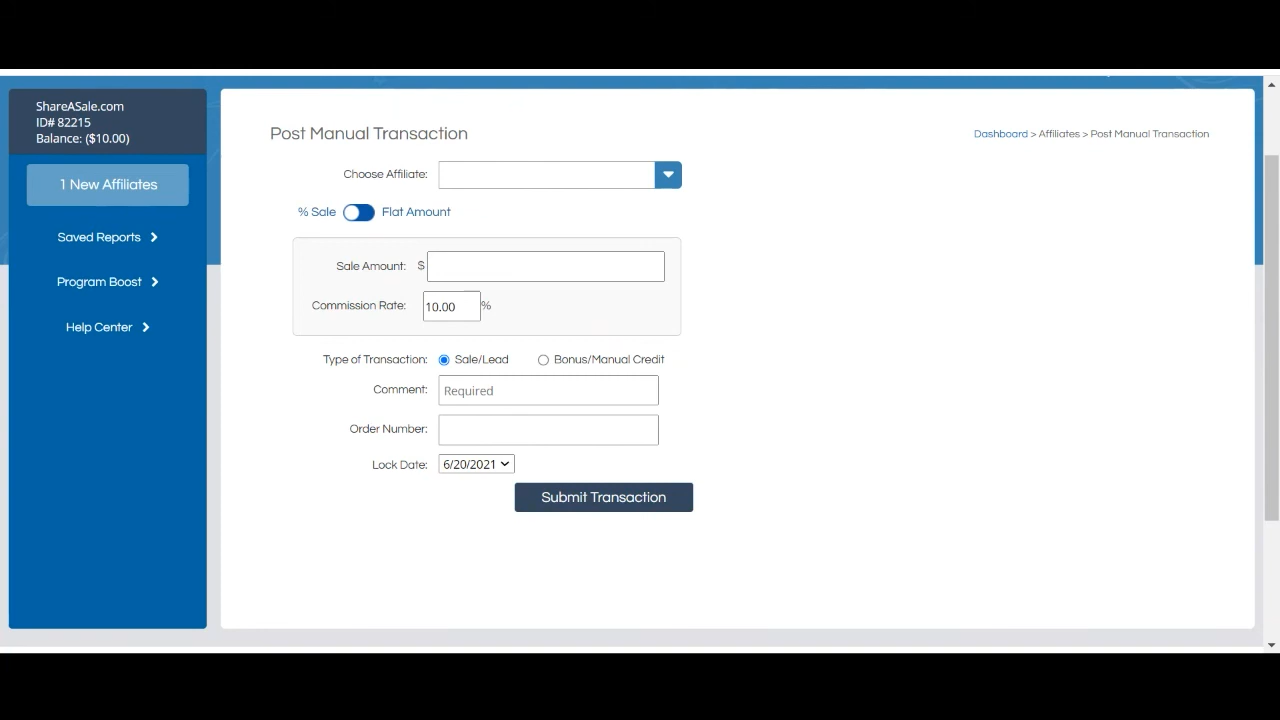 ShareASale.com
ID# 82215
Balance: ($10.00)
1 New Affiliates
Saved Reports
Program Boost
Help Center
Post Manual Transaction
Dashboard > Affiliates > Post Manual Transaction
Choose Affiliate:
% Sale Flat Amount
Sale Amount: $
Commission Rate: 10.00 %
Type of Transaction: Sale/Lead Bonus/Manual Credit
Comment: Required
Order Number:
Lock Date: 6/20/2021
Submit Transaction